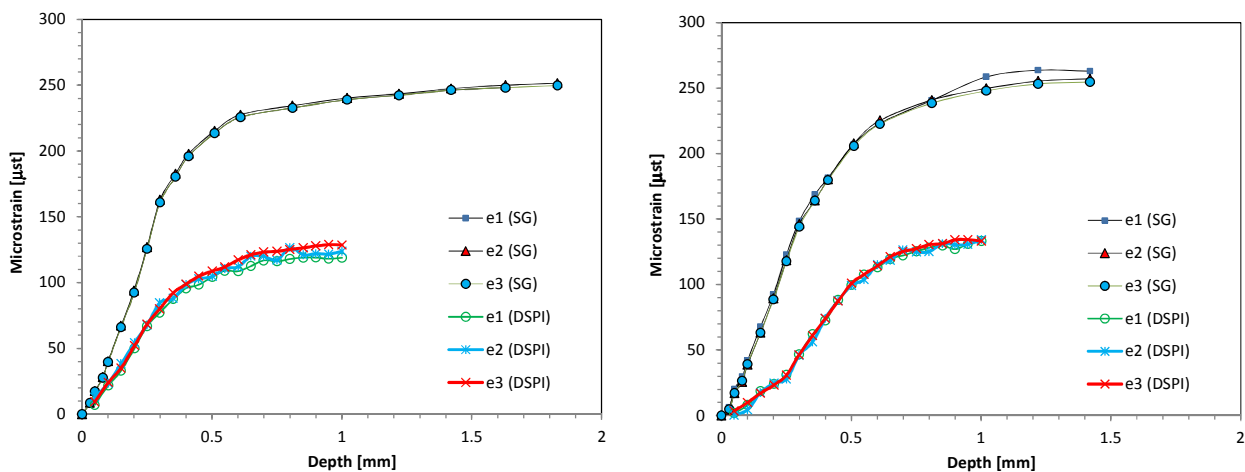 300
250
200
150
100
50
0
Microstrain [µst]
0
0.5
1
1.5
2
Depth [mm]
e1 (SG)
e2 (SG)
e3 (SG)
e1 (DSPI)
e2 (DSPI)
e3 (DSPI)
300
250
200
150
100
50
0
Microstrain [µst]
0
0.5
1
1.5
2
Depth [mm]
e1 (SG)
e2 (SG)
e3 (SG)
e1 (DSPI)
e2 (DSPI)
e3 (DSPI)